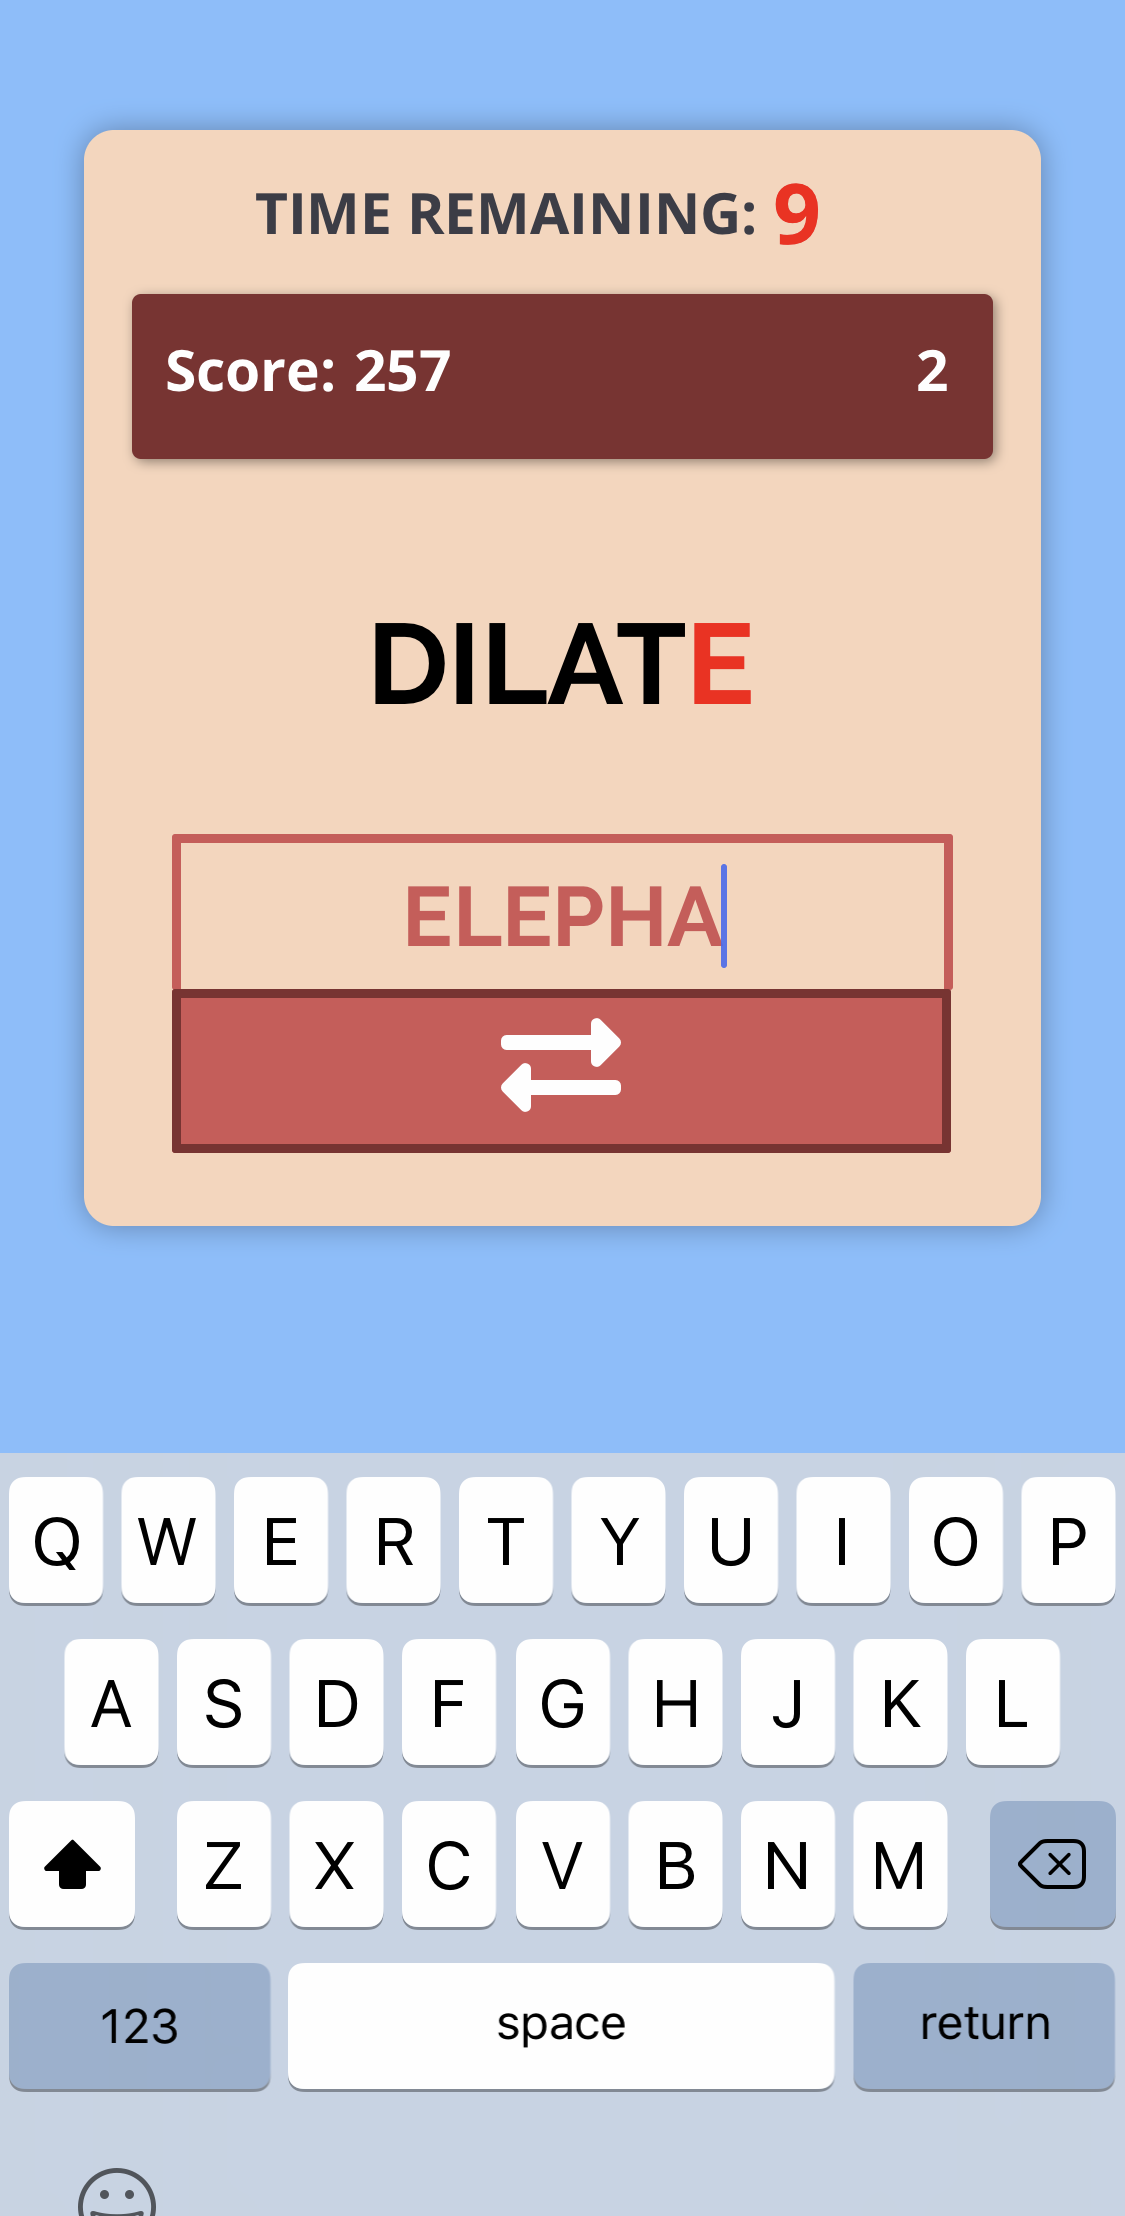 TIME REMAINING: 9
Score: 257 2
DILATE
ELEPHA
Q W E R T Y U I O P
A S D F G H J K L
Z X C V B N M
123 space return